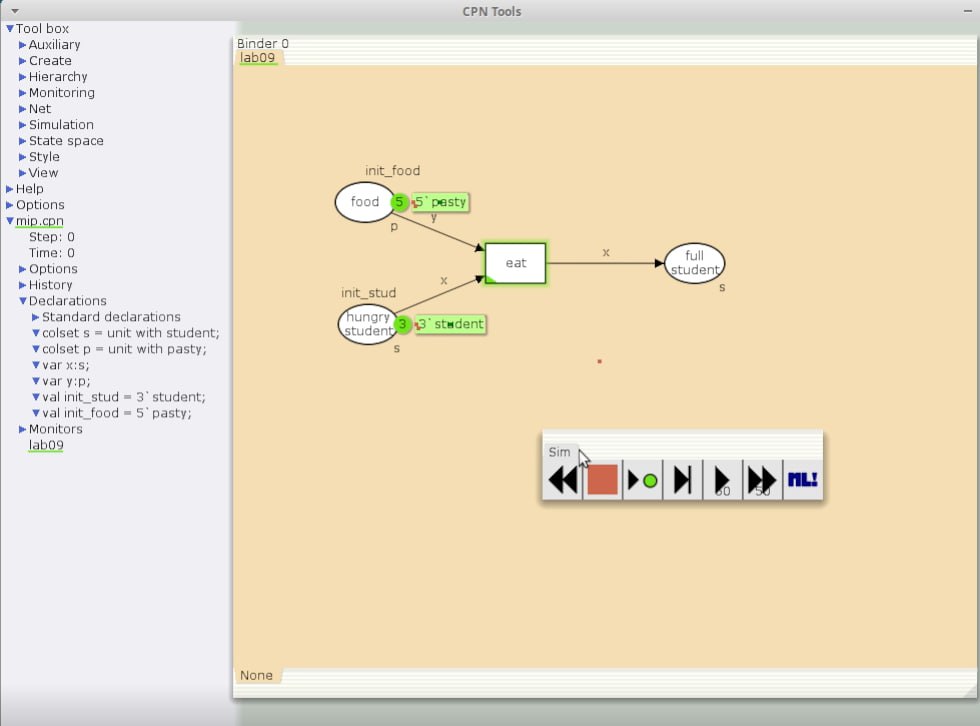 CPN Tools
Tool box
Auxiliary
Create
Hierarchy
Monitoring
Net
Simulation
State space
Style
View
Help
Options
mip.cpn
Step: 0
Time: 0
Options
History
Declarations
Standard declarations
colset s = unit with student;
colset p = unit with pasty;
var x:s;
var y:p;
val init_stud = 3`student;
val init_food = 5`pasty;
Monitors
lab09
Binder 0
lab09
init_food
food
5
5`pasty
p
y
eat
x
full
student
s
x
init_stud
hungry
student
3
3`student
s
Sim
50
50
ML!
None